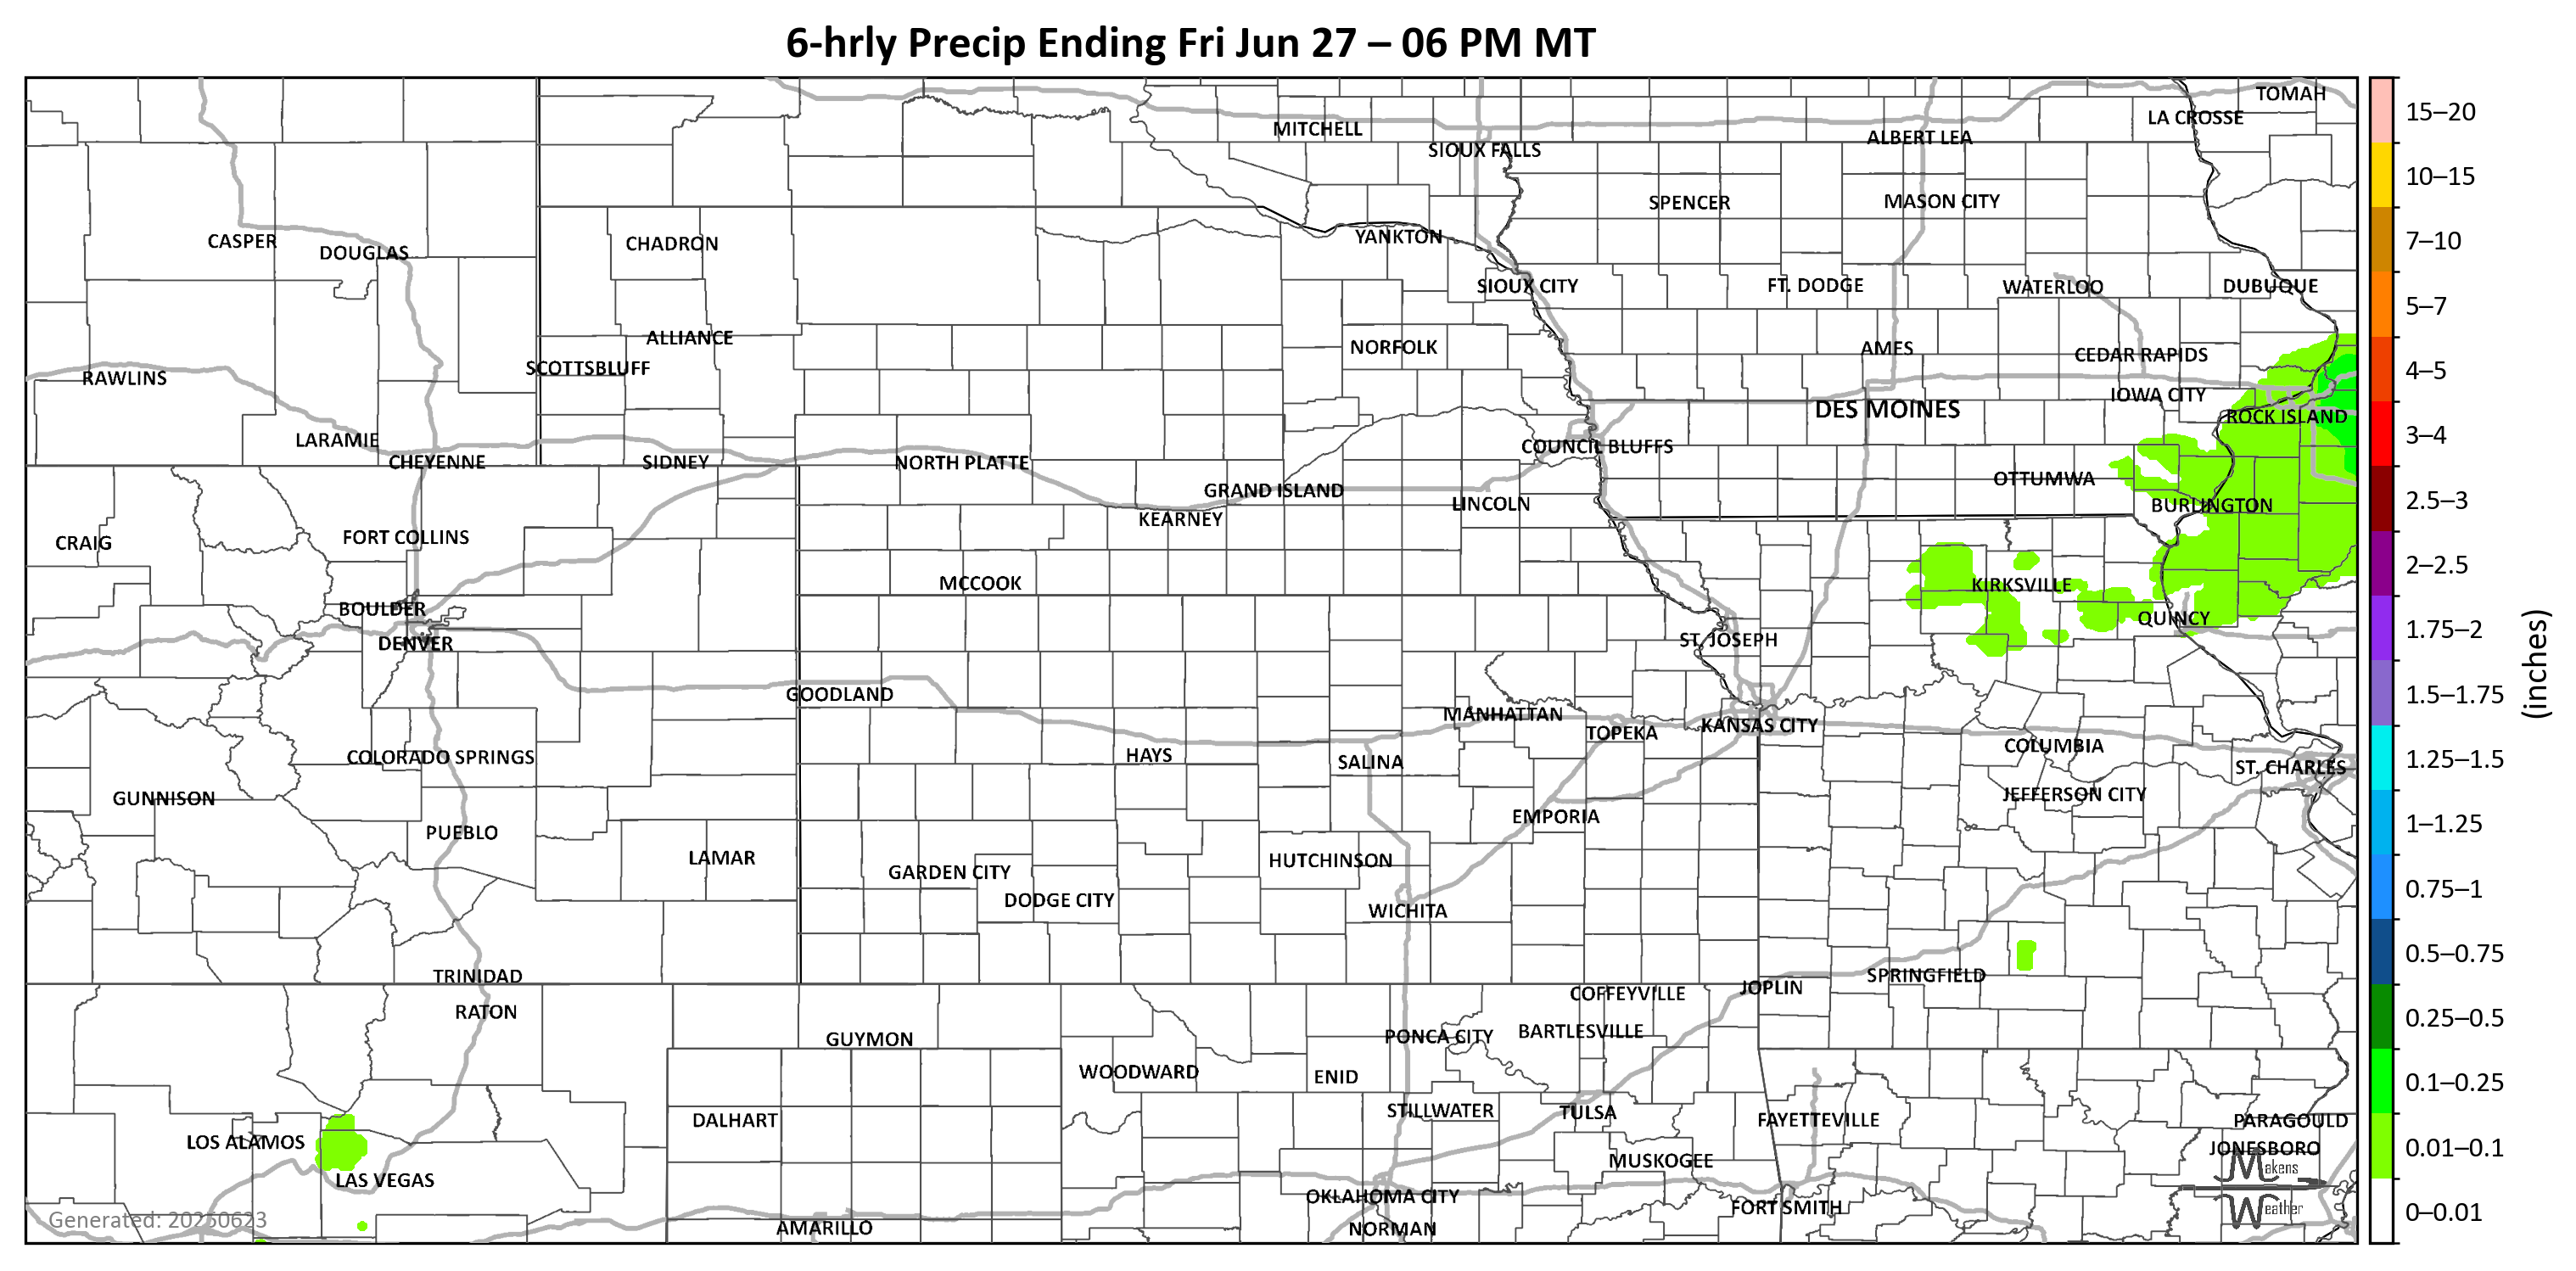 6-hrly Precip Ending Fri Jun 27 – 06 PM MT
TOMAH
LA CROSSE
MITCHELL
ALBERT LEA
SIOUX FALLS
SPENCER
MASON CITY
YANKTON
CASPER
CHADRON
DOUGLAS
SIOUX CITY
FT. DODGE
WATERLOO
DUBUQUE
ALLIANCE
NORFOLK
AMES
CEDAR RAPIDS
SCOTTSBLUFF
RAWLINS
IOWA CITY
DES MOINES
ROCK ISLAND
LARAMIE
COUNCIL BLUFFS
CHEYENNE
SIDNEY
NORTH PLATTE
OTTUMWA
GRAND ISLAND
LINCOLN
BURLINGTON
KEARNEY
FORT COLLINS
CRAIG
MCCOOK
KIRKSVILLE
BOULDER
QUINCY
DENVER
ST. JOSEPH
GOODLAND
MANHATTAN
KANSAS CITY
TOPEKA
COLUMBIA
COLORADO SPRINGS
HAYS
SALINA
ST. CHARLES
GUNNISON
JEFFERSON CITY
EMPORIA
PUEBLO
LAMAR
HUTCHINSON
GARDEN CITY
DODGE CITY
WICHITA
TRINIDAD
SPRINGFIELD
JOPLIN
COFFEYVILLE
RATON
BARTLESVILLE
PONCA CITY
GUYMON
WOODWARD
ENID
STILLWATER
TULSA
DALHART
FAYETTEVILLE
PARAGOULD
LOS ALAMOS
JONESBORO
MUSKOGEE
LAS VEGAS
OKLAHOMA CITY
FORT SMITH
AMARILLO
NORMAN
Generated: 20250623
Makens
Weather
15–20
10–15
7–10
5–7
4–5
3–4
2.5–3
2–2.5
1.75–2
1.5–1.75
1.25–1.5
1–1.25
0.75–1
0.5–0.75
0.25–0.5
0.1–0.25
0.01–0.1
0–0.01
(inches)